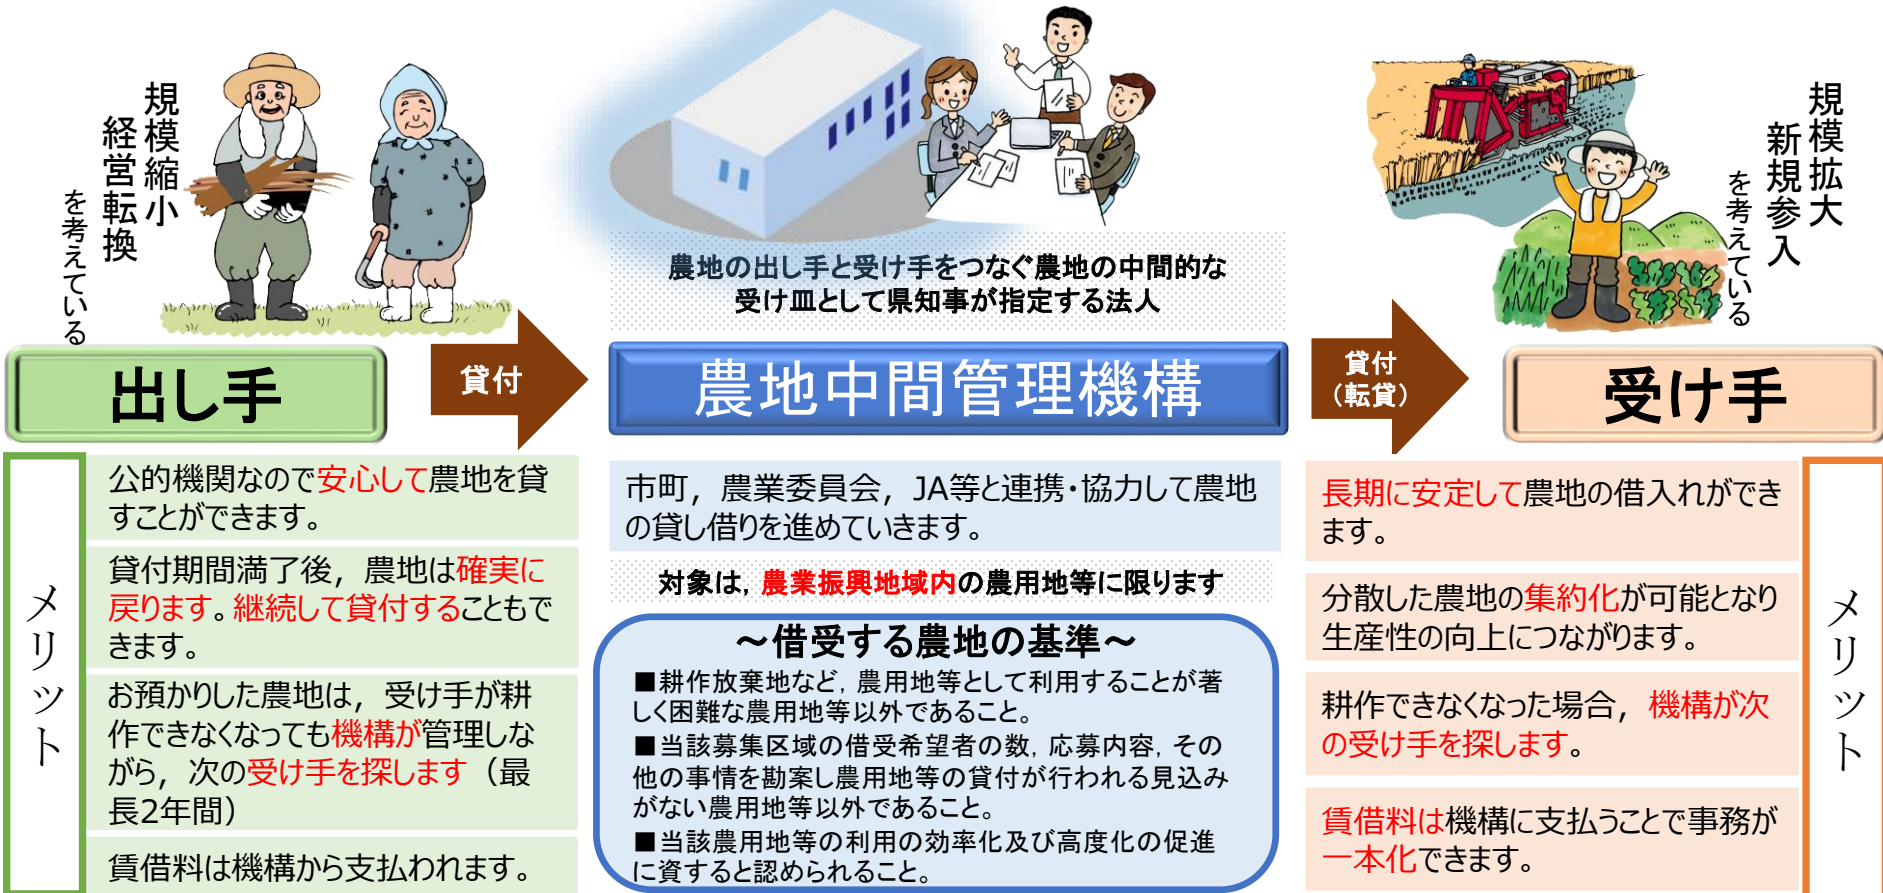 規模縮小
経営転換
を考えている
農地の出し手と受け手をつなぐ農地の中間的な
受け皿として県知事が指定する法人
規模拡大
新規参入
を考えている
出し手
貸付
農地中間管理機構
貸付
（転貸）
受け手
メリット
公的機関なので安心して農地を貸
すことができます。
貸付期間満了後，農地は確実に
戻ります。継続して貸付することもで
きます。
お預かりした農地は，受け手が耕
作できなくなっても機構が管理しな
がら，次の受け手を探します（最
長2年間）
賃借料は機構から支払われます。
市町，農業委員会，JA等と連携・協力して農地
の貸し借りを進めていきます。
対象は，農業振興地域内の農用地等に限ります
～借受する農地の基準～
■耕作放棄地など，農用地等として利用することが著
しく困難な農用地等以外であること。
■当該募集区域の借受希望者の数，応募内容，その
他の事情を勘案し農用地等の貸付が行われる見込み
がない農用地等以外であること。
■当該農用地等の利用の効率化及び高度化の促進
に資すると認められること。
長期に安定して農地の借入れができ
ます。
分散した農地の集約化が可能となり
生産性の向上につながります。
耕作できなくなった場合，機構が次
の受け手を探します。
賃借料は機構に支払うことで事務が
一本化できます。
メリット